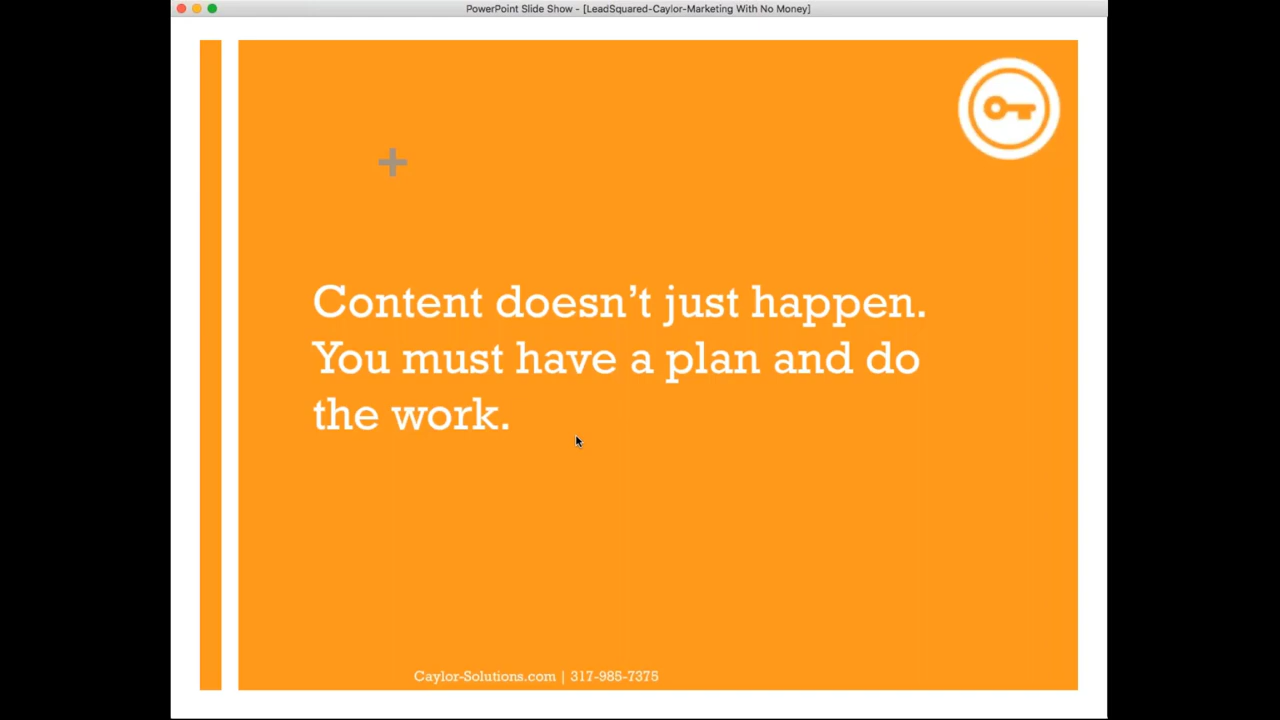 PowerPoint Slide Show - [LeadSquared-Caylor-Marketing With No Money]
+
Content doesn’t just happen.
You must have a plan and do
the work.
Caylor-Solutions.com | 317-985-7375